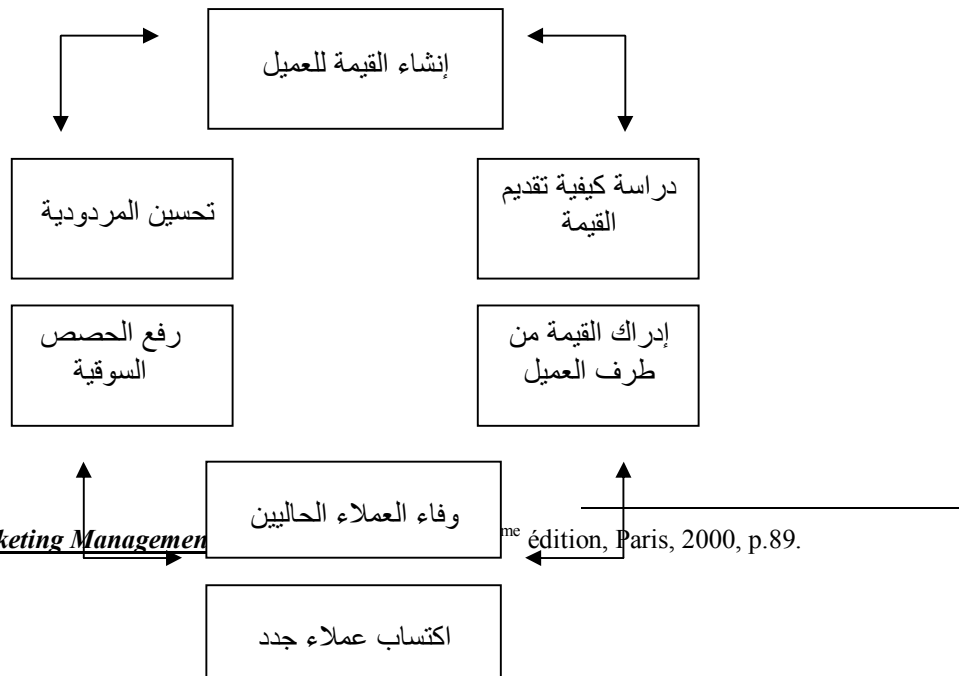 إنشاء القيمة للعميل
دراسة كيفية تقديم
القيمة
تحسين المردودية
إدراك القيمة من
طرف العميل
رفع الحصص
السوقية
وفاء العملاء الحاليين
keting Managemen
me édition, Paris, 2000, p.89.
اكتساب عملاء جدد